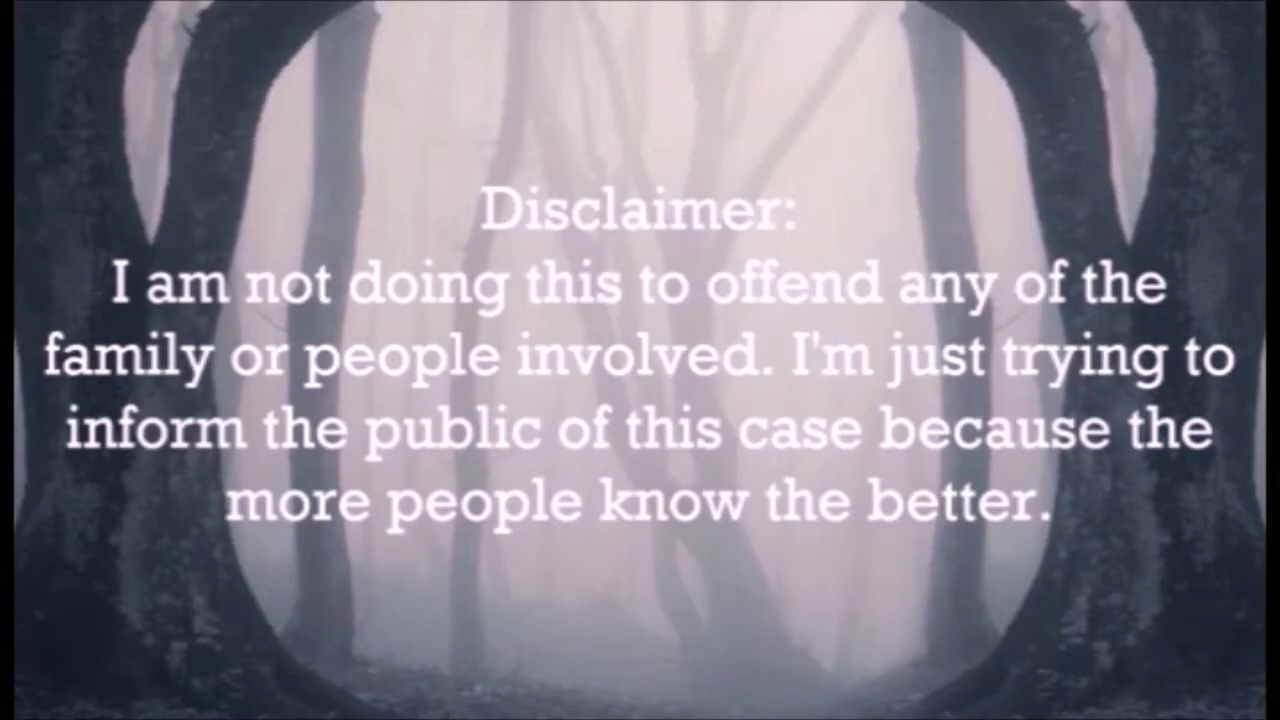 Disclaimer:
I am not doing this to offend any of the
family or people involved. I'm just trying to
inform the public of this case because the
more people know the better.